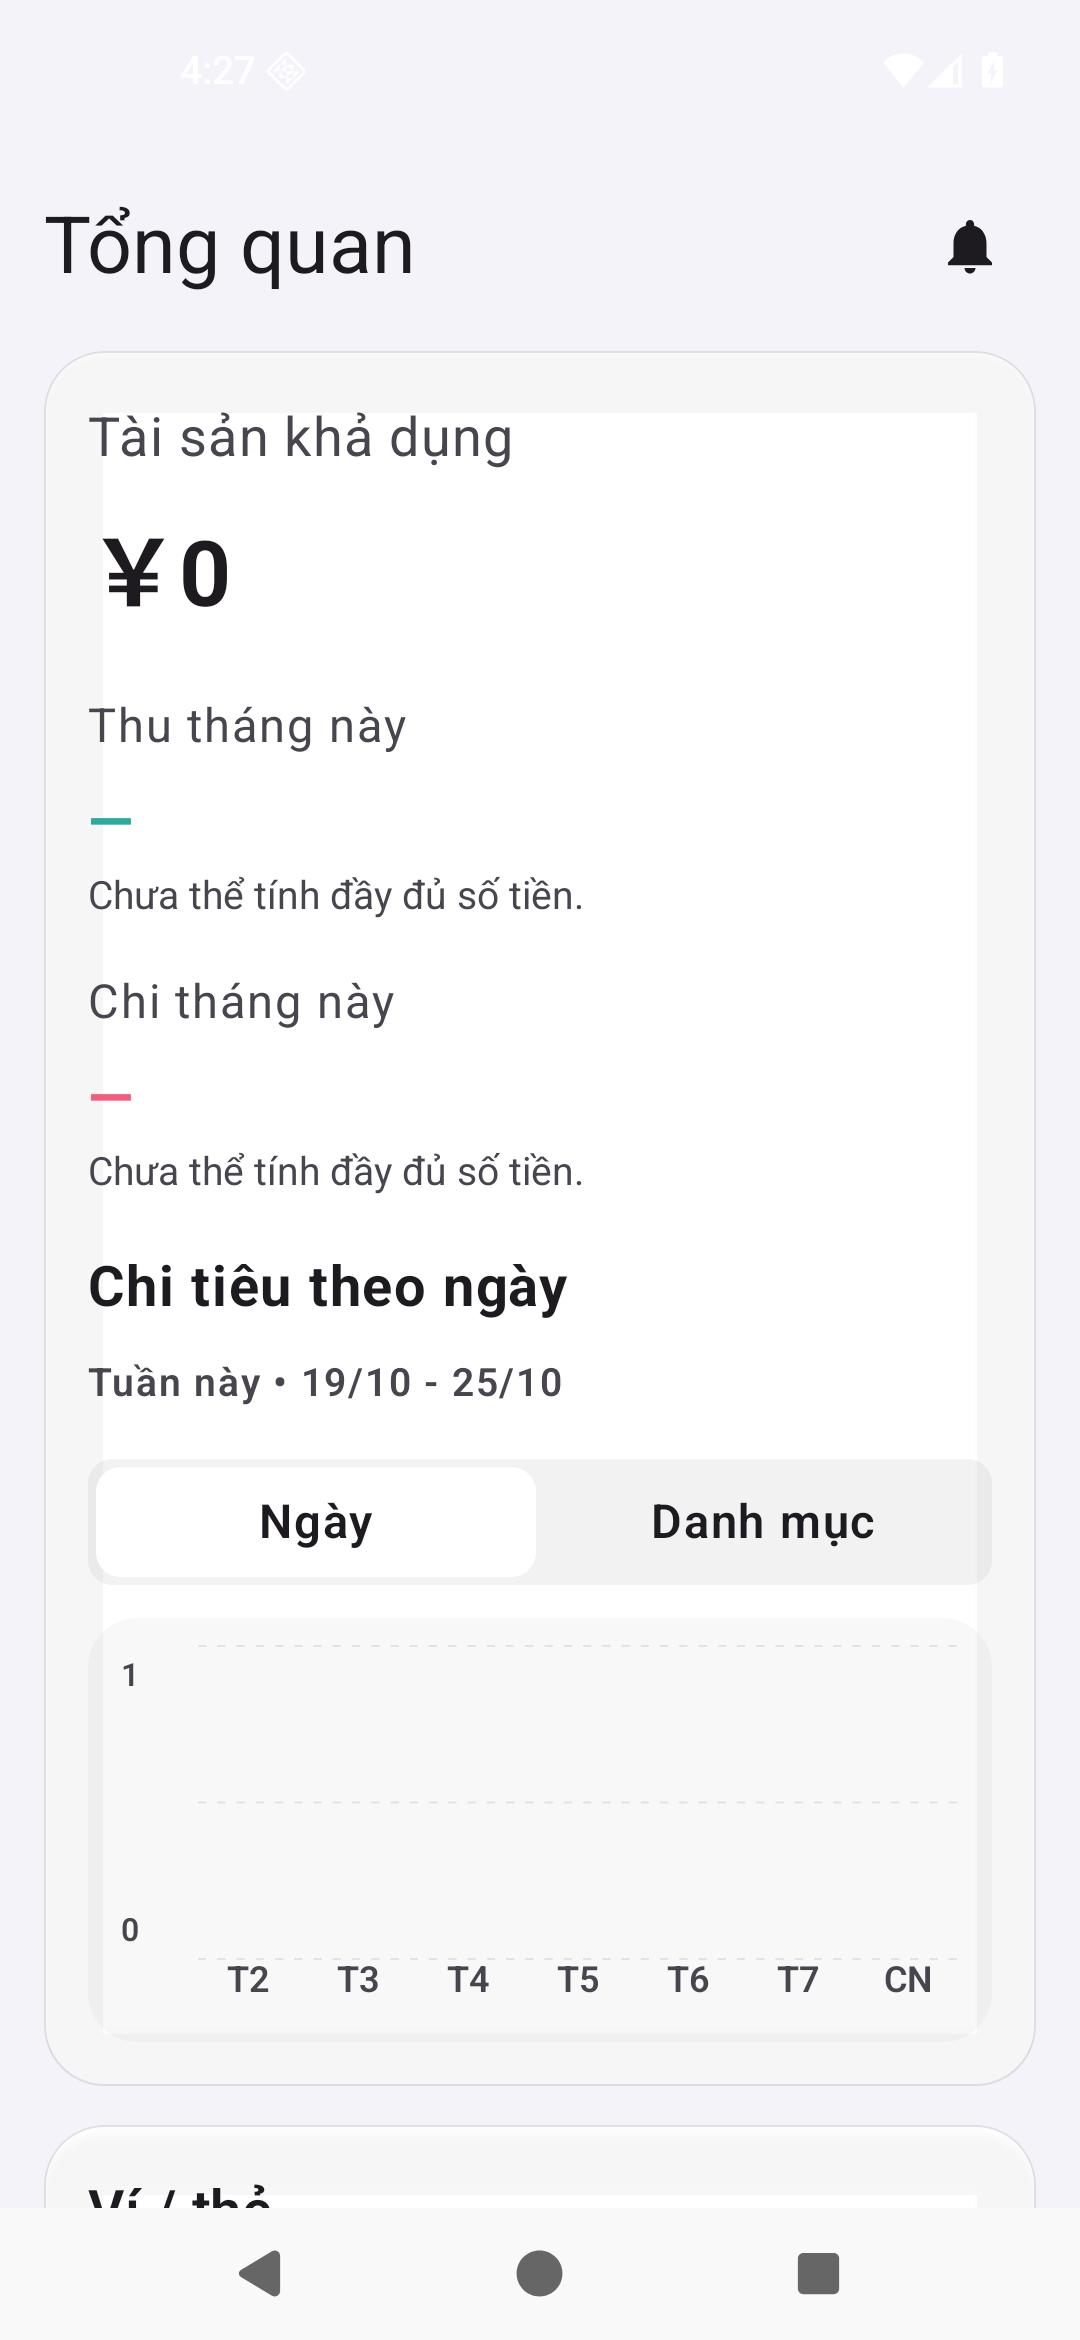 4:27
Tổng quan
Tài sản khả dụng
¥0
Thu tháng này
—
Chưa thể tính đầy đủ số tiền.
Chi tháng này
—
Chưa thể tính đầy đủ số tiền.
Chi tiêu theo ngày
Tuần này • 19/10 - 25/10
Ngày Danh mục
1
0
T2 T3 T4 T5 T6 T7 CN
Ví / thẻ